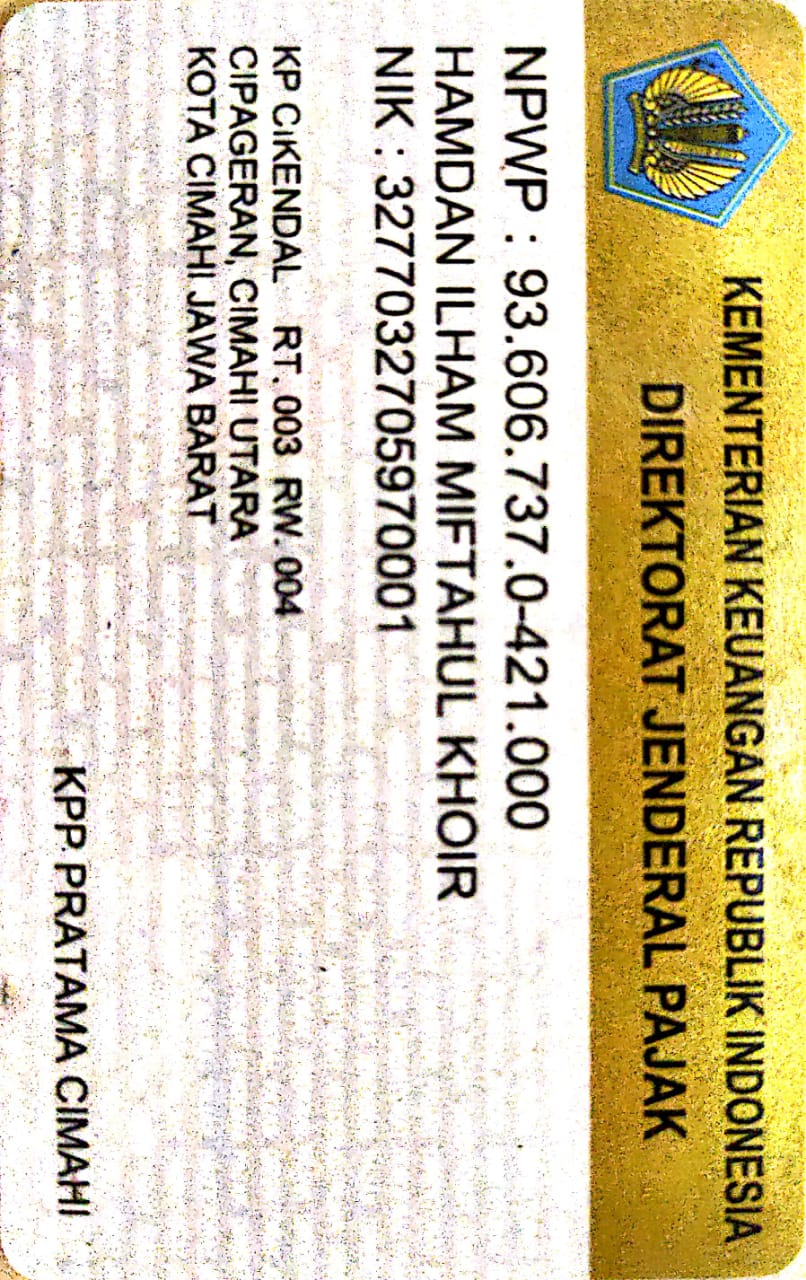 KEMENTERIAN KEUANGAN REPUBLIK INDONESIA
DIREKTORAT JENDERAL PAJAK
NPWP : 93.606.737.0-421.000
HAMDAN ILHAM MIFTAHUL KHOIR
NIK : 3277032705970001
KP CiKENDAL RT. 003 RW. 004
CIPAGERAN, CIMAHI UTARA
KOTA CIMAHI JAWA BARAT
KPP PRATAMA CIMAHI